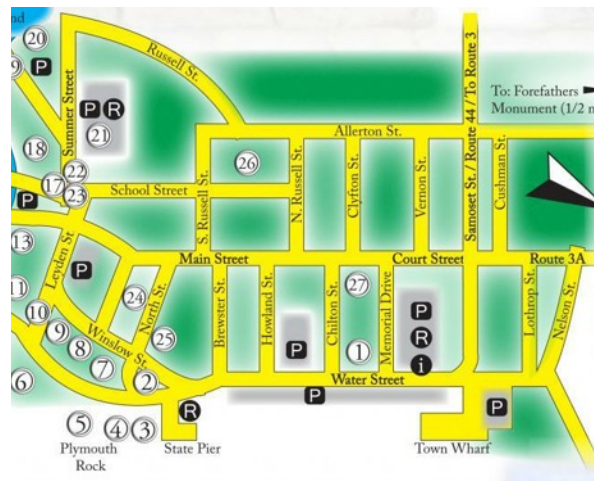 nd
20
9
P
Summer Street
Russell St.
P R
21
18
22
17
23
P
School Street
26
S. Russell St.
N. Russell St.
Allerton St.
Clyfton St.
Vernon St.
Samoset St. / Route 44 / To Route 3
Cushman St.
To: Forefathers
Monument (1/2 m
13
Leyden St.
P
Main Street
Court Street
Route 3A
11
10
9
8
7
Winslow St.
24
North St.
25
2
Brewster St.
Howland St.
P
Chilton St.
27
1
Memorial Drive
P
R
i
Lothrop St.
Nelson St.
6
Water Street
P
P
R
5
4
3
Plymouth
Rock
State Pier
Town Wharf